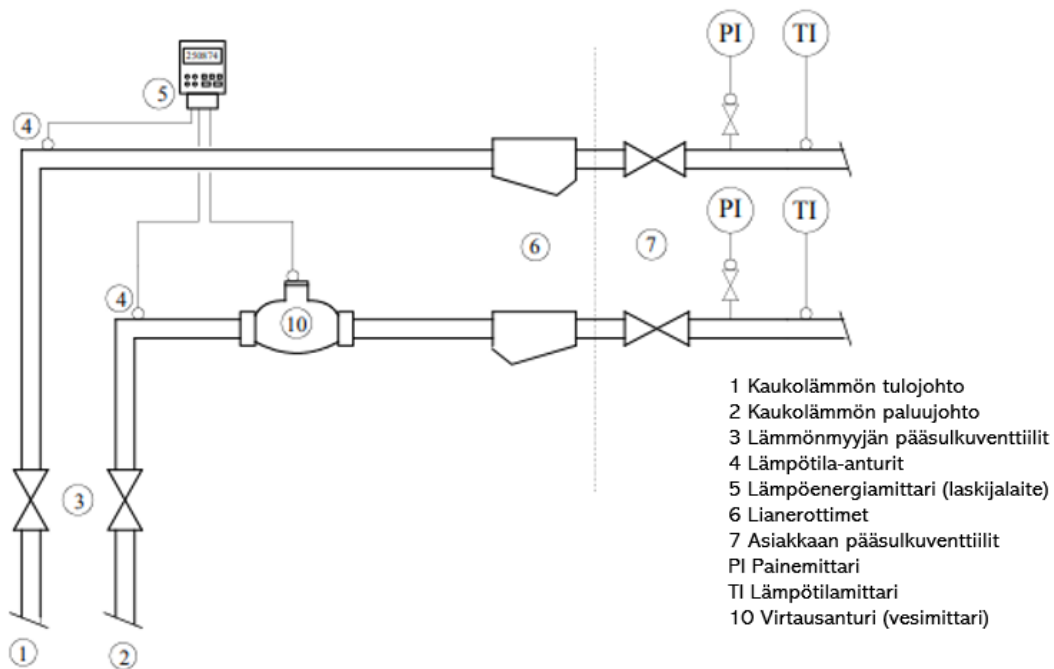 PI TI
250874
5
4
PI TI
6
7
4
10
1 Kaukolämmön tulojohto
2 Kaukolämmön paluujohto
3 Lämmönmyyjän pääsulkuventtiilit
4 Lämpötila-anturit
5 Lämpöenergiamittari (laskijalaite)
6 Lianerottimet
7 Asiakkaan pääsulkuventtiilit
PI Painemittari
TI Lämpötilamittari
10 Virtausanturi (vesimittari)
3
1
2